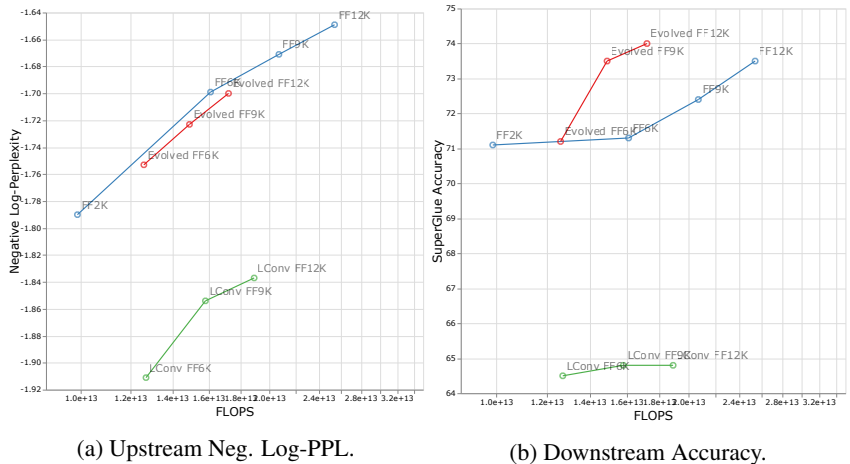 -1.64
-1.66
-1.68
-1.70
-1.72
-1.74
-1.76
-1.78
-1.80
-1.82
-1.84
-1.86
-1.88
-1.90
-1.92
Negative Log-Perplexity
FF12K
FF9K
FF6K
Evolved FF12K
Evolved FF9K
Evolved FF6K
FF2K
LConv FF12K
LConv FF9K
LConv FF6K
1.0e+13 1.2e+13 1.4e+13 1.6e+13 1.8e+13 2.0e+13 2.4e+13 2.8e+13 3.2e+13
FLOPS
(a) Upstream Neg. Log-PPL.
75
74
73
72
71
70
69
68
67
66
65
64
SuperGlue Accuracy
Evolved FF12K
Evolved FF9K
FF12K
FF9K
FF2K
Evolved FF6K
FF6K
LConv FF6K
LConv FF9K
LConv FF12K
1.0e+13 1.2e+13 1.4e+13 1.6e+13 1.8e+13 2.0e+13 2.4e+13 2.8e+13 3.2e+13
FLOPS
(b) Downstream Accuracy.